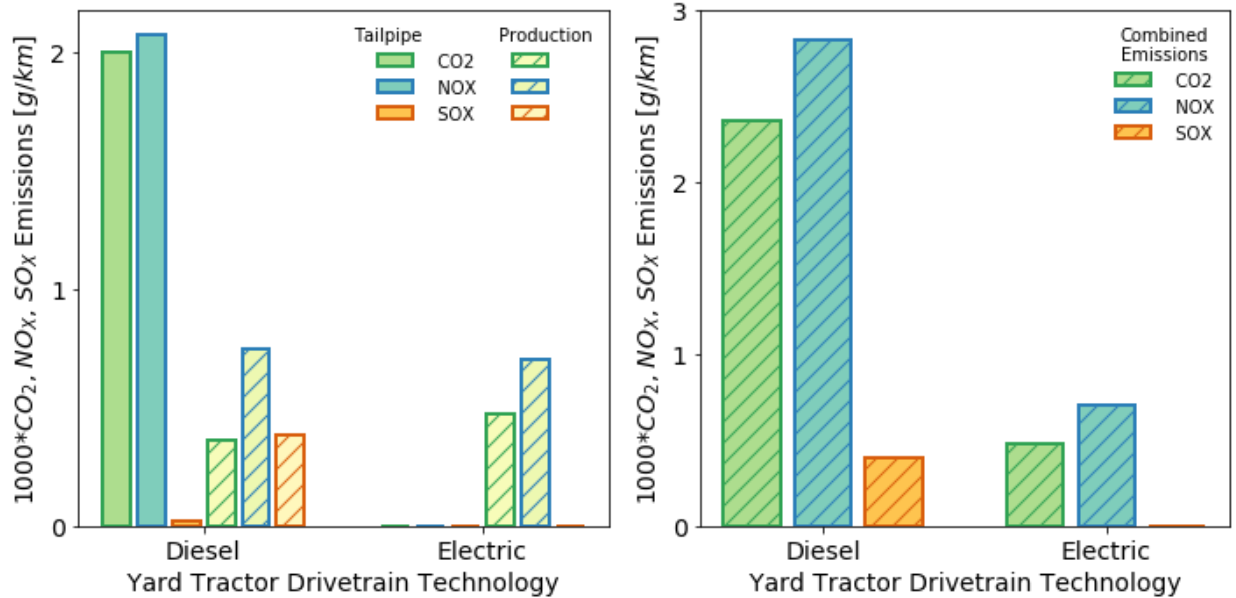 1000*CO₂, NOₓ, SOₓ Emissions [g/km]
2
1
0
Tailpipe Production
CO2
NOX
SOX
Diesel Electric
Yard Tractor Drivetrain Technology
1000*CO₂, NOₓ, SOₓ Emissions [g/km]
3
2
1
0
Combined
Emissions
CO2
NOX
SOX
Diesel Electric
Yard Tractor Drivetrain Technology